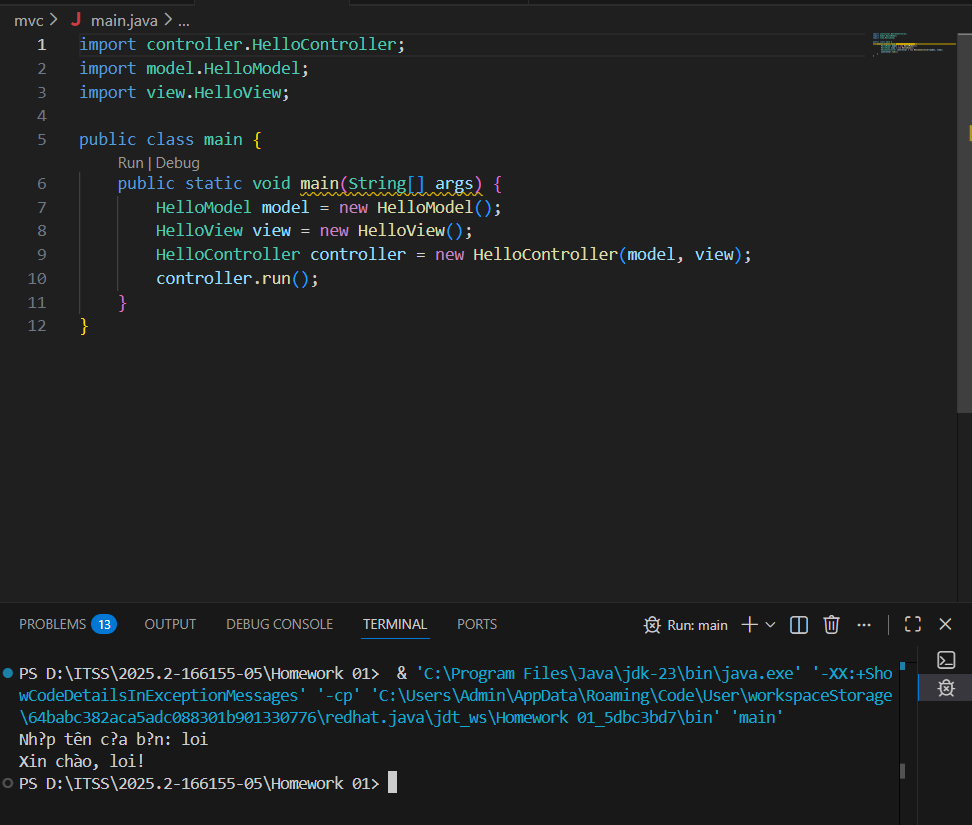 mvc > J main.java > ...
1 import controller.HelloController;
2 import model.HelloModel;
3 import view.HelloView;
4
5 public class main {
Run | Debug
6 public static void main(String[] args) {
7 HelloModel model = new HelloModel();
8 HelloView view = new HelloView();
9 HelloController controller = new HelloController(model, view);
10 controller.run();
11 }
12 }
PROBLEMS 13 OUTPUT DEBUG CONSOLE TERMINAL PORTS Run: main
PS D:\ITSS\2025.2-166155-05\Homework 01> & 'C:\Program Files\Java\jdk-23\bin\java.exe' '-XX:+Sho
wCodeDetailsInExceptionMessages' '-cp' 'C:\Users\Admin\AppData\Roaming\Code\User\workspaceStorage
\64babc382aca5adc088301b901330776\redhat.java\jdt_ws\Homework 01_5dbc3bd7\bin' 'main'
Nh?p tên c?a b?n: loi
Xin chào, loi!
PS D:\ITSS\2025.2-166155-05\Homework 01>